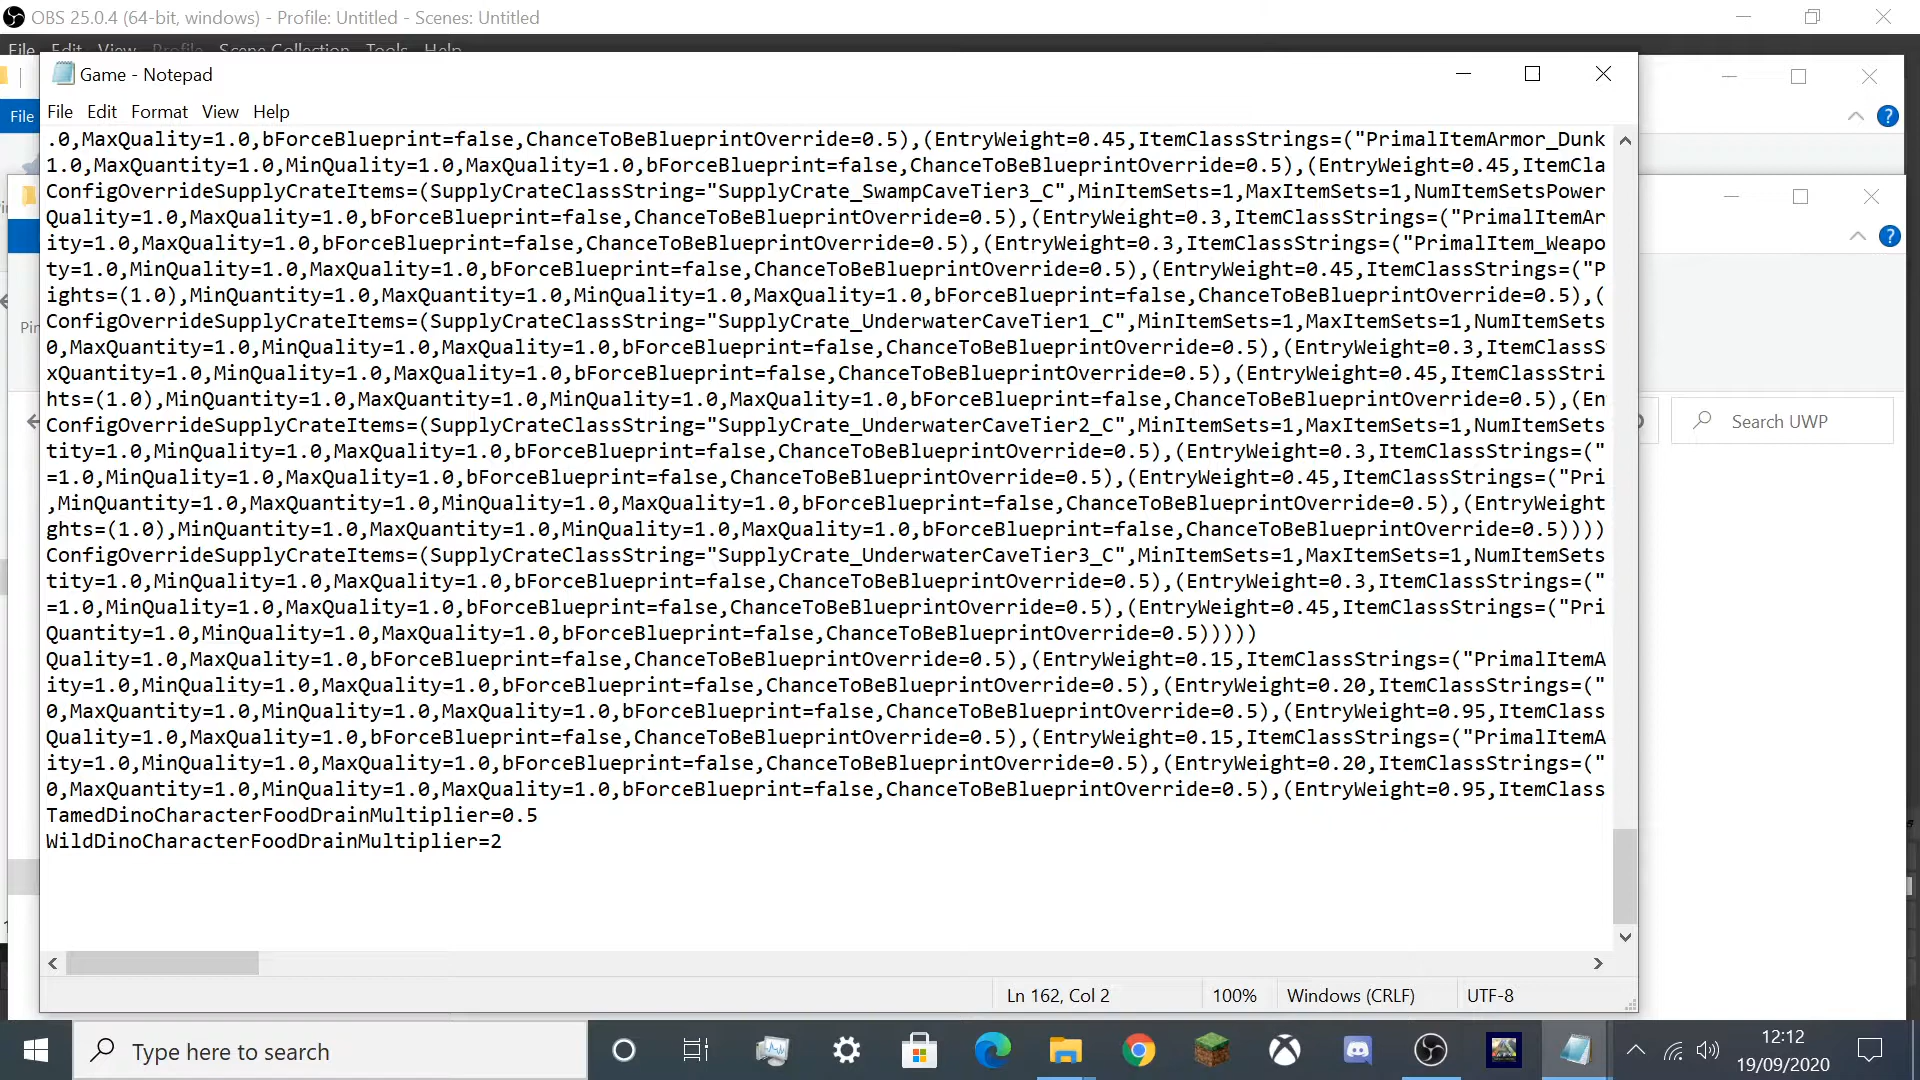 OBS 25.0.4 (64-bit, windows) - Profile: Untitled - Scenes: Untitled
File Edit View Profile Scene Collection Tools Help
File
Game - Notepad
File Edit Format View Help
.0,MaxQuality=1.0,bForceBlueprint=false,ChanceToBeBlueprintOverride=0.5),(EntryWeight=0.45,ItemClassStrings=("PrimalItemArmor_Dunk
1.0,MaxQuantity=1.0,MinQuality=1.0,MaxQuality=1.0,bForceBlueprint=false,ChanceToBeBlueprintOverride=0.5),(EntryWeight=0.45,ItemCla
ConfigOverrideSupplyCrateItems=(SupplyCrateClassString="SupplyCrate_SwampCaveTier3_C",MinItemSets=1,MaxItemSets=1,NumItemSetsPower
Quality=1.0,MaxQuality=1.0,bForceBlueprint=false,ChanceToBeBlueprintOverride=0.5),(EntryWeight=0.3,ItemClassStrings=("PrimalItemAr
ity=1.0,MaxQuality=1.0,bForceBlueprint=false,ChanceToBeBlueprintOverride=0.5),(EntryWeight=0.3,ItemClassStrings=("PrimalItem_Weapo
ty=1.0,MinQuality=1.0,MaxQuality=1.0,bForceBlueprint=false,ChanceToBeBlueprintOverride=0.5),(EntryWeight=0.45,ItemClassStrings=("P
ights=(1.0),MinQuantity=1.0,MaxQuantity=1.0,MinQuality=1.0,MaxQuality=1.0,bForceBlueprint=false,ChanceToBeBlueprintOverride=0.5),(
ConfigOverrideSupplyCrateItems=(SupplyCrateClassString="SupplyCrate_UnderwaterCaveTier1_C",MinItemSets=1,MaxItemSets=1,NumItemSets
0,MaxQuantity=1.0,MinQuality=1.0,MaxQuality=1.0,bForceBlueprint=false,ChanceToBeBlueprintOverride=0.5),(EntryWeight=0.3,ItemClassS
xQuantity=1.0,MinQuality=1.0,MaxQuality=1.0,bForceBlueprint=false,ChanceToBeBlueprintOverride=0.5),(EntryWeight=0.45,ItemClassStri
hts=(1.0),MinQuantity=1.0,MaxQuantity=1.0,MinQuality=1.0,MaxQuality=1.0,bForceBlueprint=false,ChanceToBeBlueprintOverride=0.5),(En
ConfigOverrideSupplyCrateItems=(SupplyCrateClassString="SupplyCrate_UnderwaterCaveTier2_C",MinItemSets=1,MaxItemSets=1,NumItemSets
tity=1.0,MinQuality=1.0,MaxQuality=1.0,bForceBlueprint=false,ChanceToBeBlueprintOverride=0.5),(EntryWeight=0.3,ItemClassStrings=("
=1.0,MinQuality=1.0,MaxQuality=1.0,bForceBlueprint=false,ChanceToBeBlueprintOverride=0.5),(EntryWeight=0.45,ItemClassStrings=("Pri
,MinQuantity=1.0,MaxQuantity=1.0,MinQuality=1.0,MaxQuality=1.0,bForceBlueprint=false,ChanceToBeBlueprintOverride=0.5),(EntryWeight
ghts=(1.0),MinQuantity=1.0,MaxQuantity=1.0,MinQuality=1.0,MaxQuality=1.0,bForceBlueprint=false,ChanceToBeBlueprintOverride=0.5))))
ConfigOverrideSupplyCrateItems=(SupplyCrateClassString="SupplyCrate_UnderwaterCaveTier3_C",MinItemSets=1,MaxItemSets=1,NumItemSets
tity=1.0,MinQuality=1.0,MaxQuality=1.0,bForceBlueprint=false,ChanceToBeBlueprintOverride=0.5),(EntryWeight=0.3,ItemClassStrings=("
=1.0,MinQuality=1.0,MaxQuality=1.0,bForceBlueprint=false,ChanceToBeBlueprintOverride=0.5),(EntryWeight=0.45,ItemClassStrings=("Pri
Quantity=1.0,MinQuality=1.0,MaxQuality=1.0,bForceBlueprint=false,ChanceToBeBlueprintOverride=0.5)))))
Quality=1.0,MaxQuality=1.0,bForceBlueprint=false,ChanceToBeBlueprintOverride=0.5),(EntryWeight=0.15,ItemClassStrings=("PrimalItemA
ity=1.0,MinQuality=1.0,MaxQuality=1.0,bForceBlueprint=false,ChanceToBeBlueprintOverride=0.5),(EntryWeight=0.20,ItemClassStrings=("
0,MaxQuantity=1.0,MinQuality=1.0,MaxQuality=1.0,bForceBlueprint=false,ChanceToBeBlueprintOverride=0.5),(EntryWeight=0.95,ItemClass
Quality=1.0,MaxQuality=1.0,bForceBlueprint=false,ChanceToBeBlueprintOverride=0.5),(EntryWeight=0.15,ItemClassStrings=("PrimalItemA
ity=1.0,MinQuality=1.0,MaxQuality=1.0,bForceBlueprint=false,ChanceToBeBlueprintOverride=0.5),(EntryWeight=0.20,ItemClassStrings=("
0,MaxQuantity=1.0,MinQuality=1.0,MaxQuality=1.0,bForceBlueprint=false,ChanceToBeBlueprintOverride=0.5),(EntryWeight=0.95,ItemClass
TamedDinoCharacterFoodDrainMultiplier=0.5
WildDinoCharacterFoodDrainMultiplier=2
Search UWP
Ln 162, Col 2 100% Windows (CRLF) UTF-8
Type here to search
12:12
19/09/2020